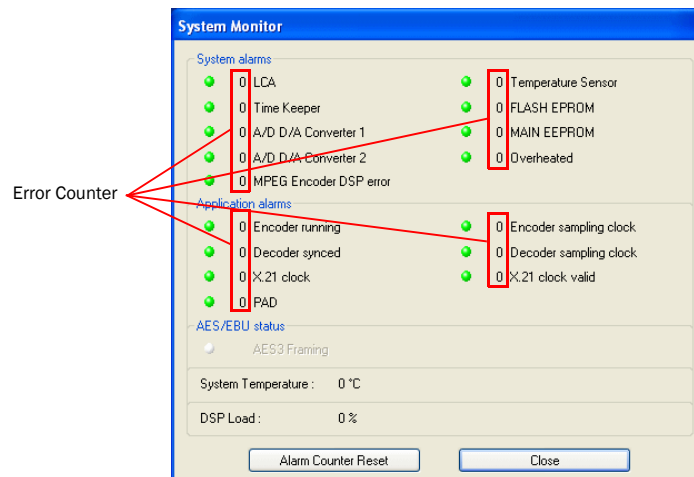 System Monitor
System alarms
0 LCA
0 Temperature Sensor
0 Time Keeper
0 FLASH EPROM
0 A/D D/A Converter 1
0 MAIN EEPROM
0 A/D D/A Converter 2
0 Overheated
0 MPEG Encoder DSP error
Error Counter
Application alarms
0 Encoder running
0 Encoder sampling clock
0 Decoder synced
0 Decoder sampling clock
0 X.21 clock
0 X.21 clock valid
0 PAD
AES/EBU status
AES3 Framing
System Temperature : 0 °C
DSP Load : 0 %
Alarm Counter Reset
Close